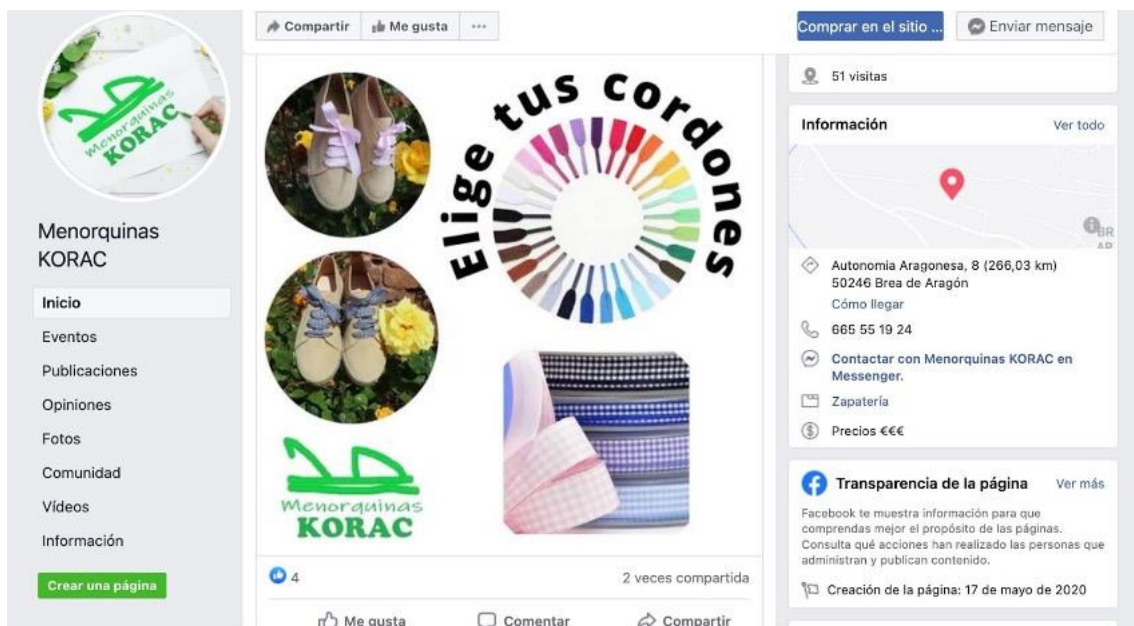 Menorquinas
KORAC
Menorquinas
KORAC
Inicio
Eventos
Publicaciones
Opiniones
Fotos
Comunidad
Vídeos
Información
Crear una página
Compartir
Me gusta
Elige tus cordones
Menorquinas
KORAC
4
2 veces compartida
Me gusta
Comentar
Compartir
Comprar en el sitio ...
Enviar mensaje
51 visitas
Información
Ver todo
BR
AR
Autonomia Aragonesa, 8 (266,03 km)
50246 Brea de Aragón
Cómo llegar
665 55 19 24
Contactar con Menorquinas KORAC en
Messenger.
Zapatería
Precios €€€
Transparencia de la página
Ver más
Facebook te muestra información para que
comprendas mejor el propósito de las páginas.
Consulta qué acciones han realizado las personas que
administran y publican contenido.
Creación de la página: 17 de mayo de 2020